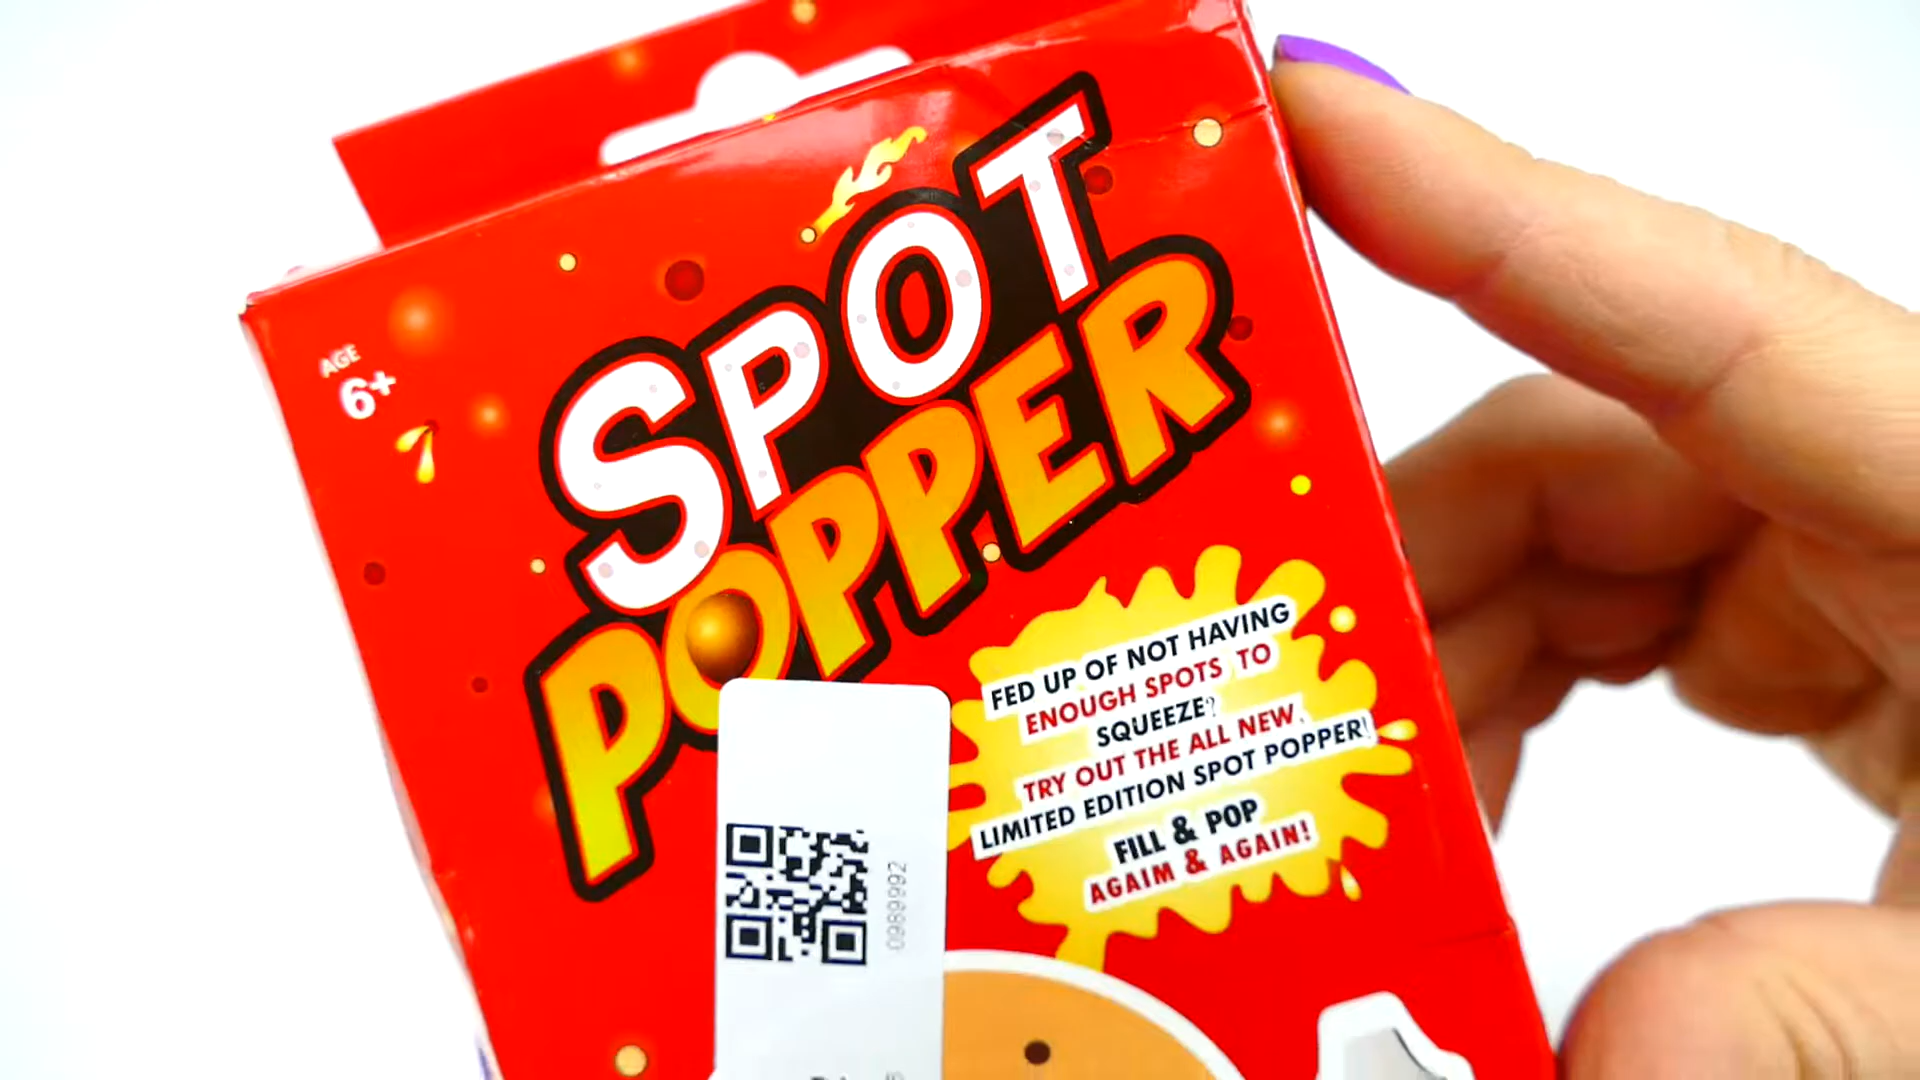 AGE
6+
SPOT
POPPER
FED UP OF NOT HAVING
ENOUGH SPOTS TO
SQUEEZE?
TRY OUT THE ALL NEW,
LIMITED EDITION SPOT POPPER!
FILL & POP
AGAIM & AGAIN!
0989992